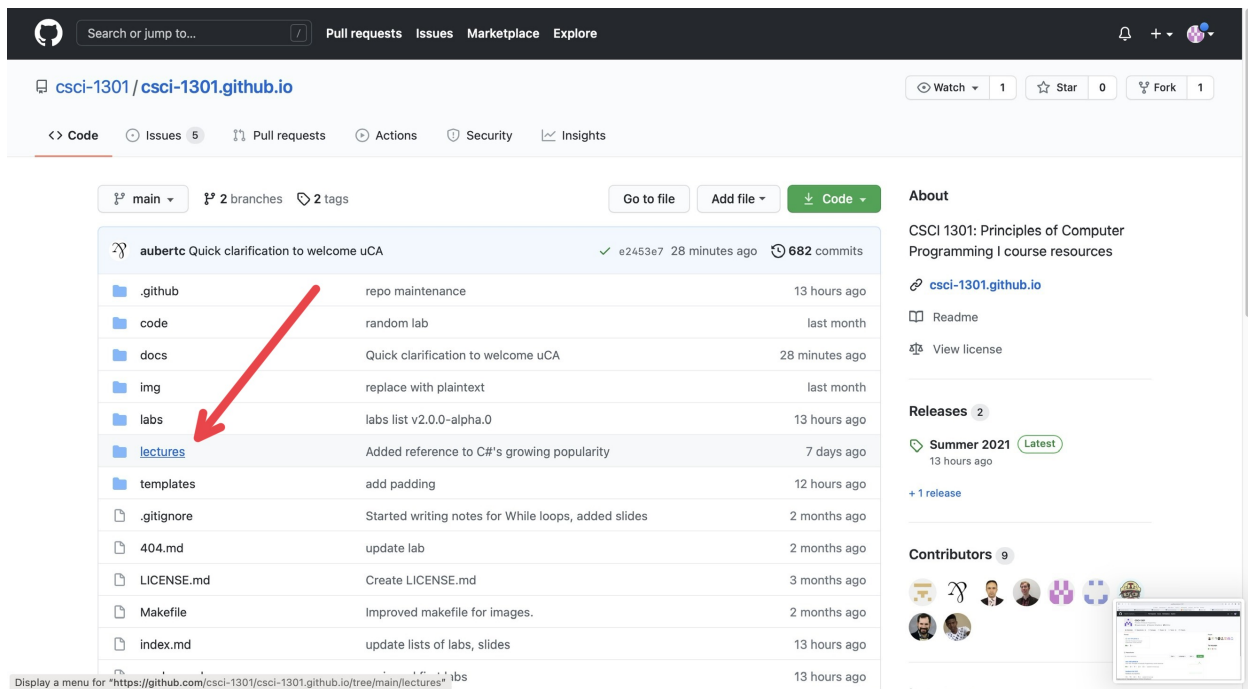 Search or jump to... / Pull requests Issues Marketplace Explore
csci-1301 / csci-1301.github.io Watch 1 Star 0 Fork 1
Code Issues 5 Pull requests Actions Security Insights
main 2 branches 2 tags Go to file Add file Code
aubertc Quick clarification to welcome uCA e2453e7 28 minutes ago 682 commits
.github repo maintenance 13 hours ago
code random lab last month
docs Quick clarification to welcome uCA 28 minutes ago
img replace with plaintext last month
labs labs list v2.0.0-alpha.0 13 hours ago
lectures Added reference to C#'s growing popularity 7 days ago
templates add padding 12 hours ago
.gitignore Started writing notes for While loops, added slides 2 months ago
404.md update lab 2 months ago
LICENSE.md Create LICENSE.md 3 months ago
Makefile Improved makefile for images. 2 months ago
index.md update lists of labs, slides 13 hours ago
13 hours ago
About
CSCI 1301: Principles of Computer
Programming I course resources
csci-1301.github.io
Readme
View license
Releases 2
Summer 2021 Latest
13 hours ago
+ 1 release
Contributors 9
Display a menu for "https://github.com/csci-1301/csci-1301.github.io/tree/main/lectures"